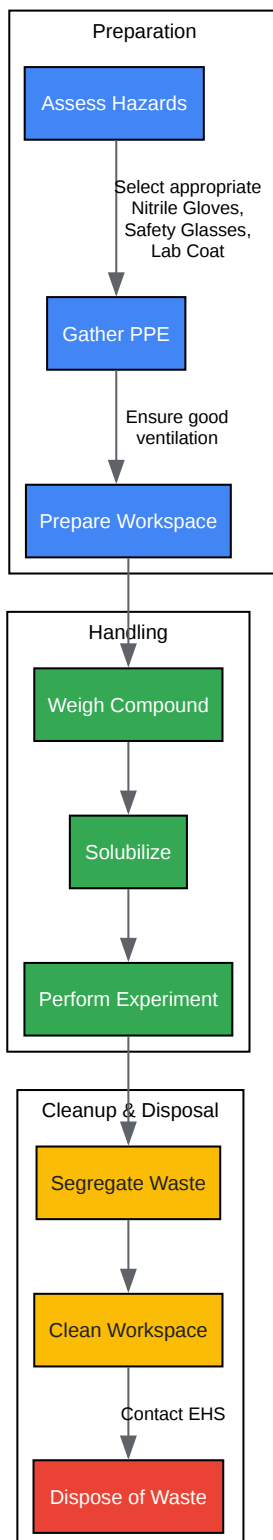 Preparation
Assess Hazards
Select appropriate
Nitrile Gloves,
Safety Glasses,
Lab Coat
Gather PPE
Ensure good
ventilation
Prepare Workspace
Handling
Weigh Compound
Solubilize
Perform Experiment
Cleanup & Disposal
Segregate Waste
Clean Workspace
Contact EHS
Dispose of Waste